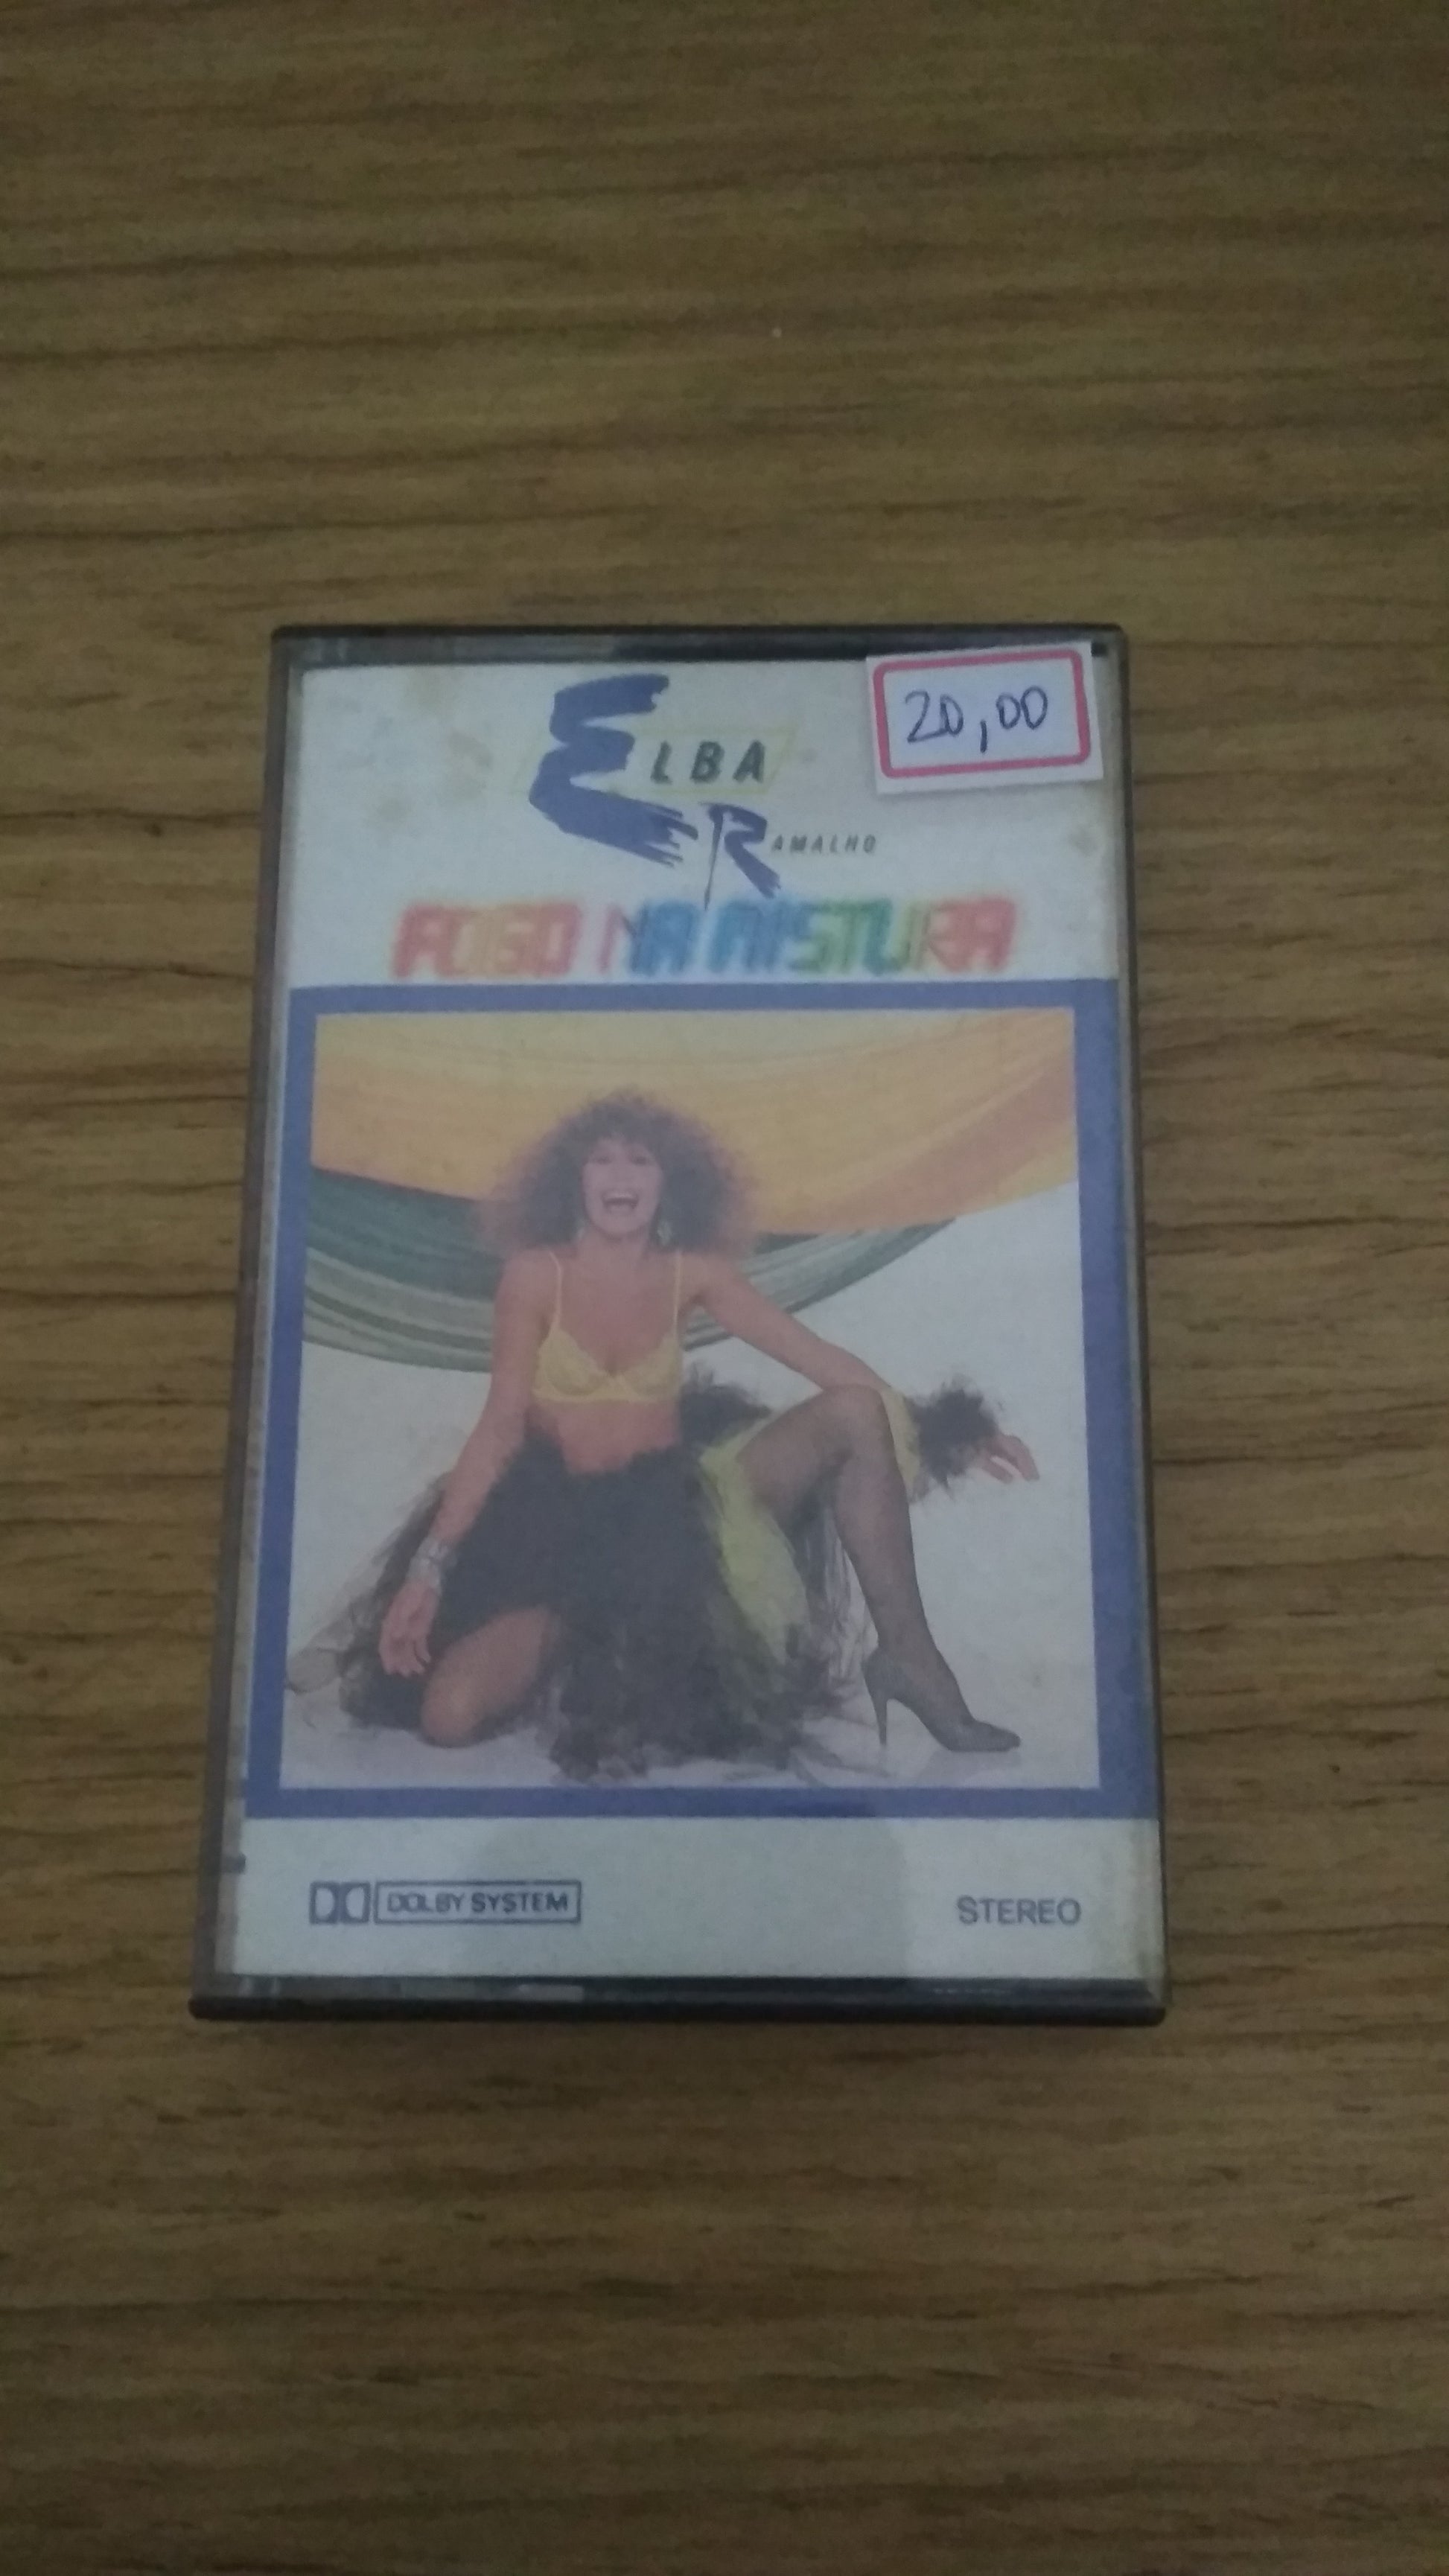 20,00
ELBA
RAMALHO
FOGO NA MISTURA
DOLBY SYSTEM
STEREO